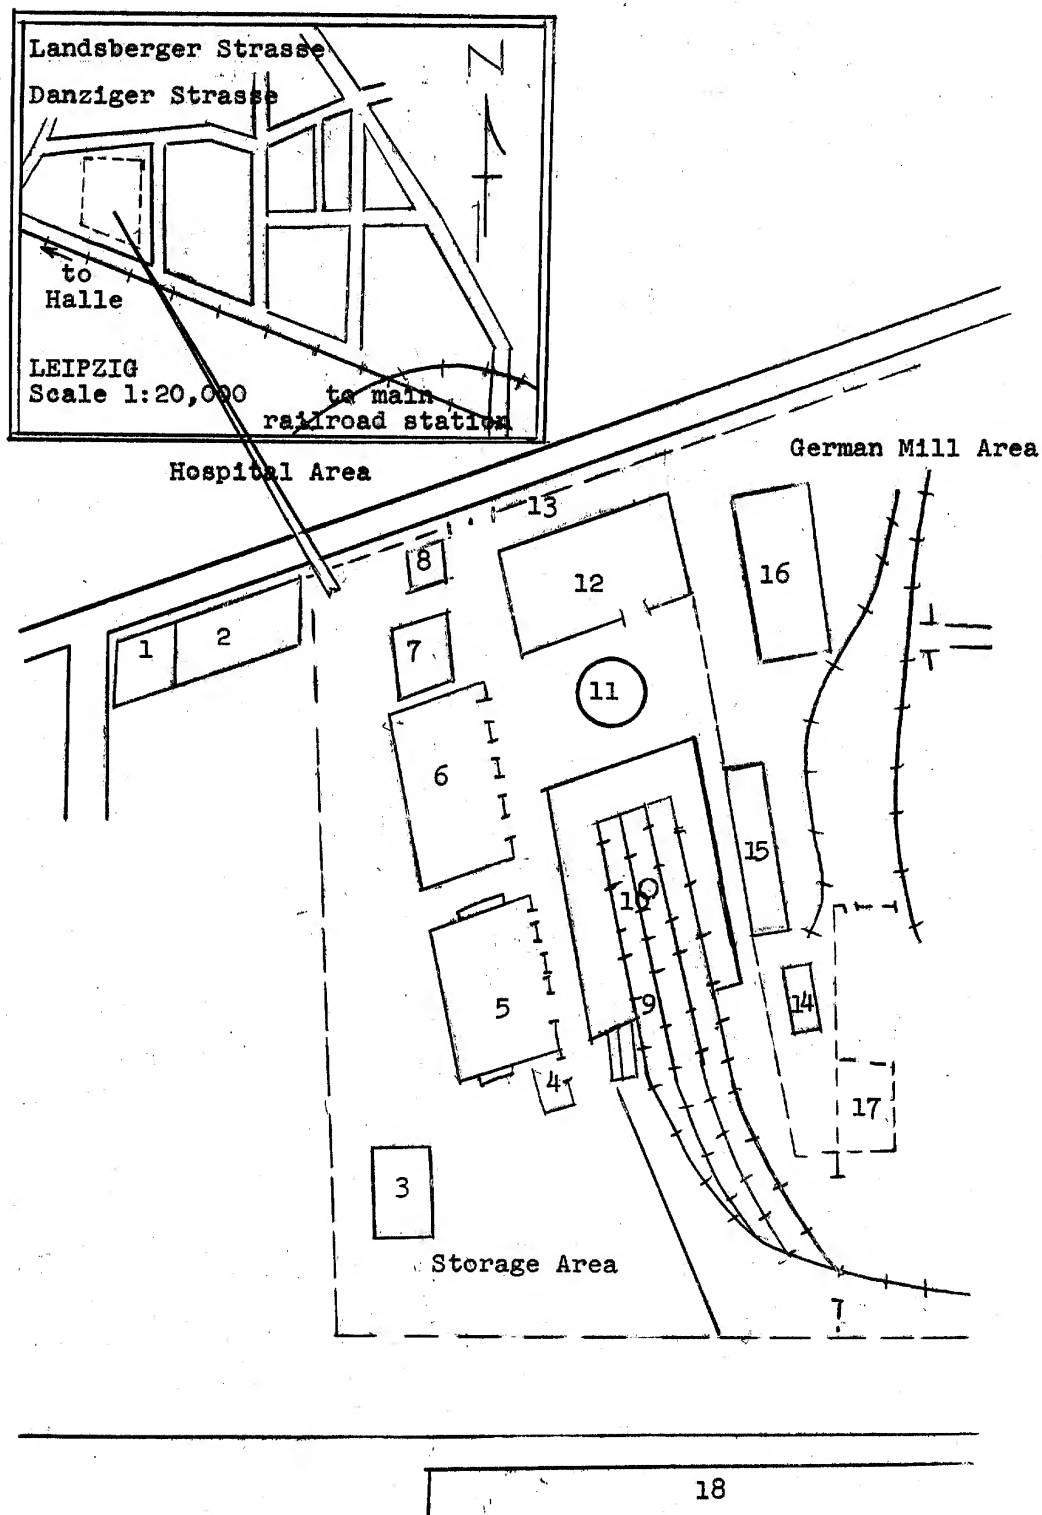 Landsberger Strasse
N
Danziger Strasse
to
Halle
LEIPZIG
Scale 1:20,000
to main
railroad station
German Mill Area
Hospital Area
13
8
12
16
1
2
7
11
6
15
10
5
9
14
4
17
3
Storage Area
18